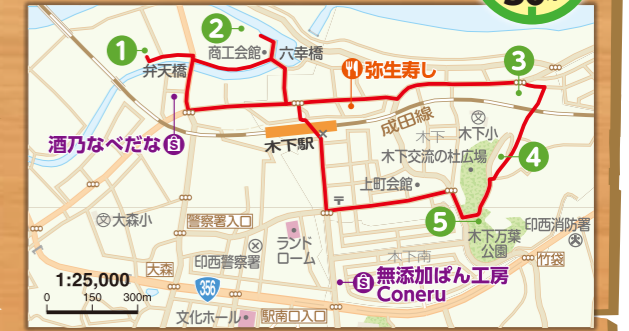 1
2
商工会館
六幸橋
弁天橋
弥生寿し
3
酒乃なべだな
成田線
木下
木下小
木下駅
木下交流の杜広場
4
上町会館
5
大森小
警察署入口
木下万葉
公園
印西消防署
ランド
ローム
印西警察署
木下南
竹袋
大森
無添加ぱん工房
Coneru
1:25,000
0 150 300m
356
文化ホール
駅南口入口